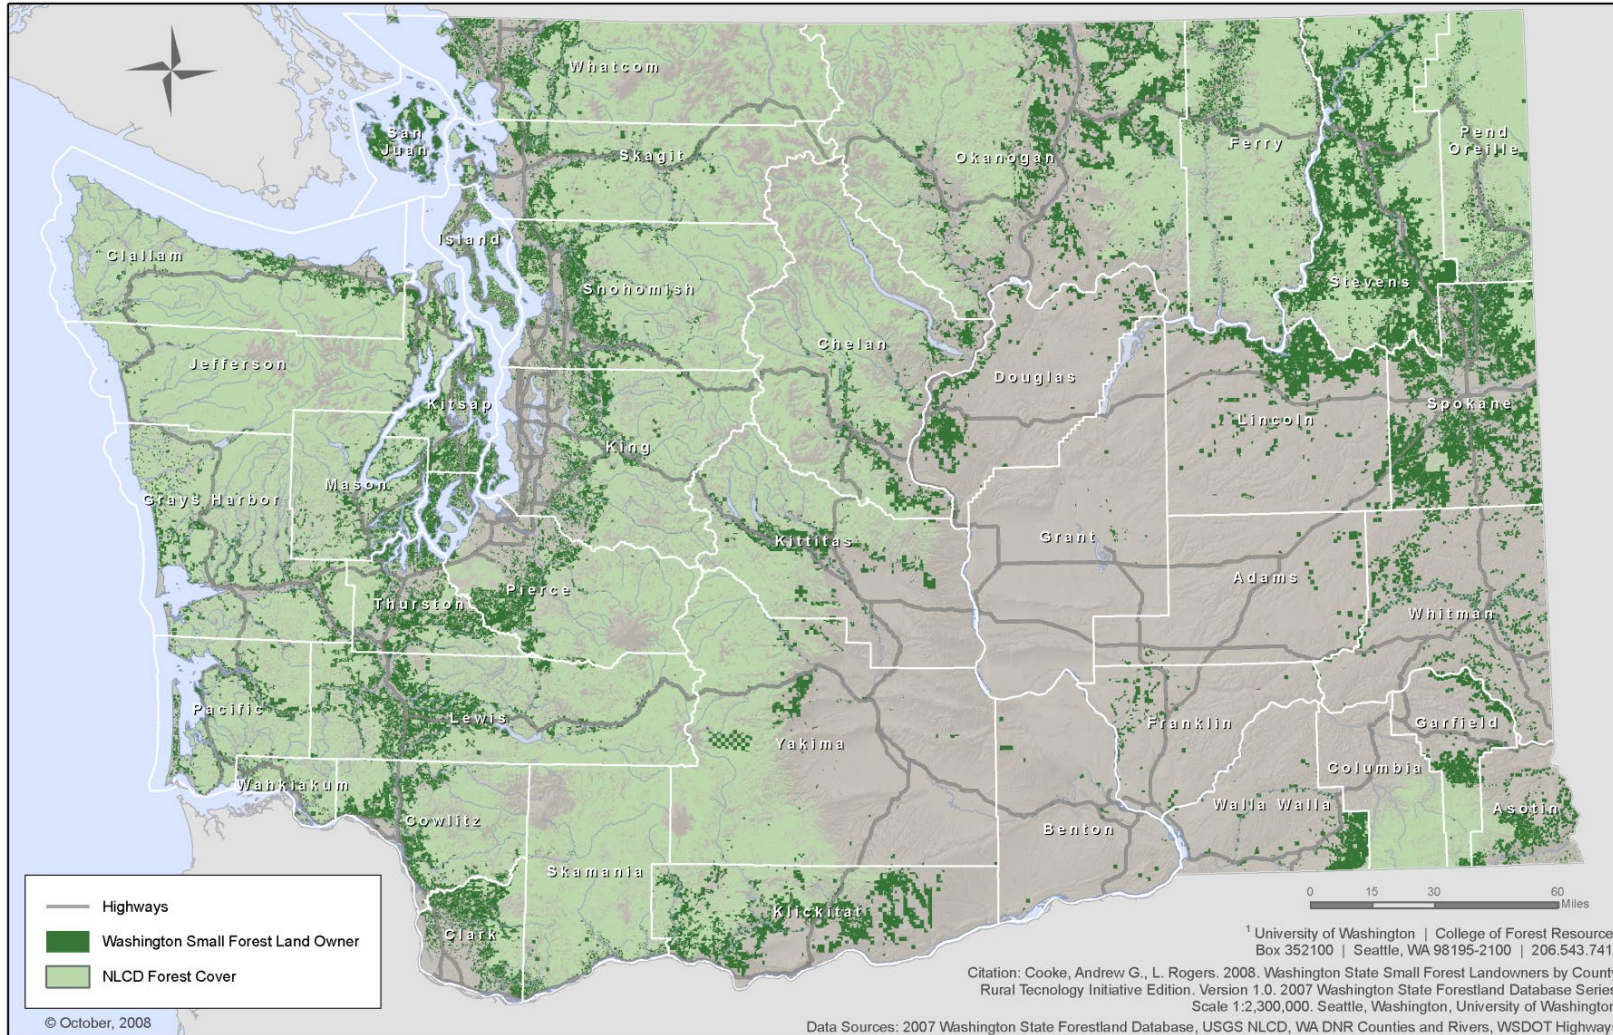 Whatcom
San
Juan
Skagit
Okanogan
Ferry
Pend
Oreille
Island
Clallam
Snohomish
Stevens
Jefferson
Chelan
Douglas
Kitsap
Lincoln
Spokane
King
Mason
Grays Harbor
Kittitas
Grant
Adams
Pierce
Thurston
Whitman
Pacific
Lewis
Yakima
Franklin
Garfield
Columbia
Wahkiakum
Walla Walla
Asotin
Cowlitz
Benton
Skamania
Klickitat
Clark
Highways
Washington Small Forest Land Owner
NLCD Forest Cover
© October, 2008
0 15 30 60
Miles
1 University of Washington | College of Forest Resource
Box 352100 | Seattle, WA 98195-2100 | 206.543.741
Citation: Cooke, Andrew G., L. Rogers. 2008. Washington State Small Forest Landowners by County
Rural Tecnology Initiative Edition. Version 1.0. 2007 Washington State Forestland Database Series
Scale 1:2,300,000. Seattle, Washington, University of Washington
Data Sources: 2007 Washington State Forestland Database, USGS NLCD, WA DNR Counties and Rivers, WSDOT Highway